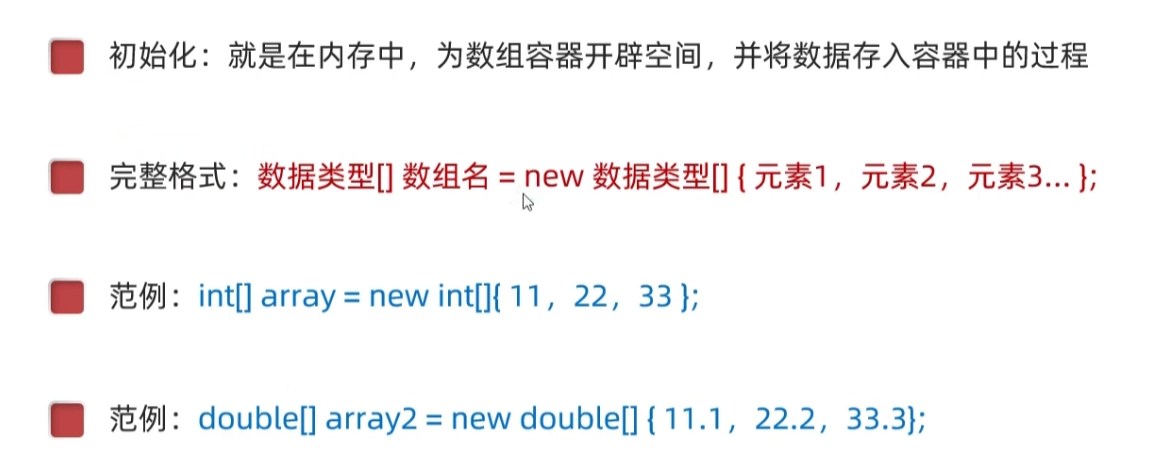 初始化：就是在内存中，为数组容器开辟空间，并将数据存入容器中的过程
完整格式：数据类型[] 数组名 = new 数据类型[] { 元素1，元素2，元素3... };
范例：int[] array = new int[]{ 11，22，33 };
范例：double[] array2 = new double[] { 11.1，22.2，33.3};